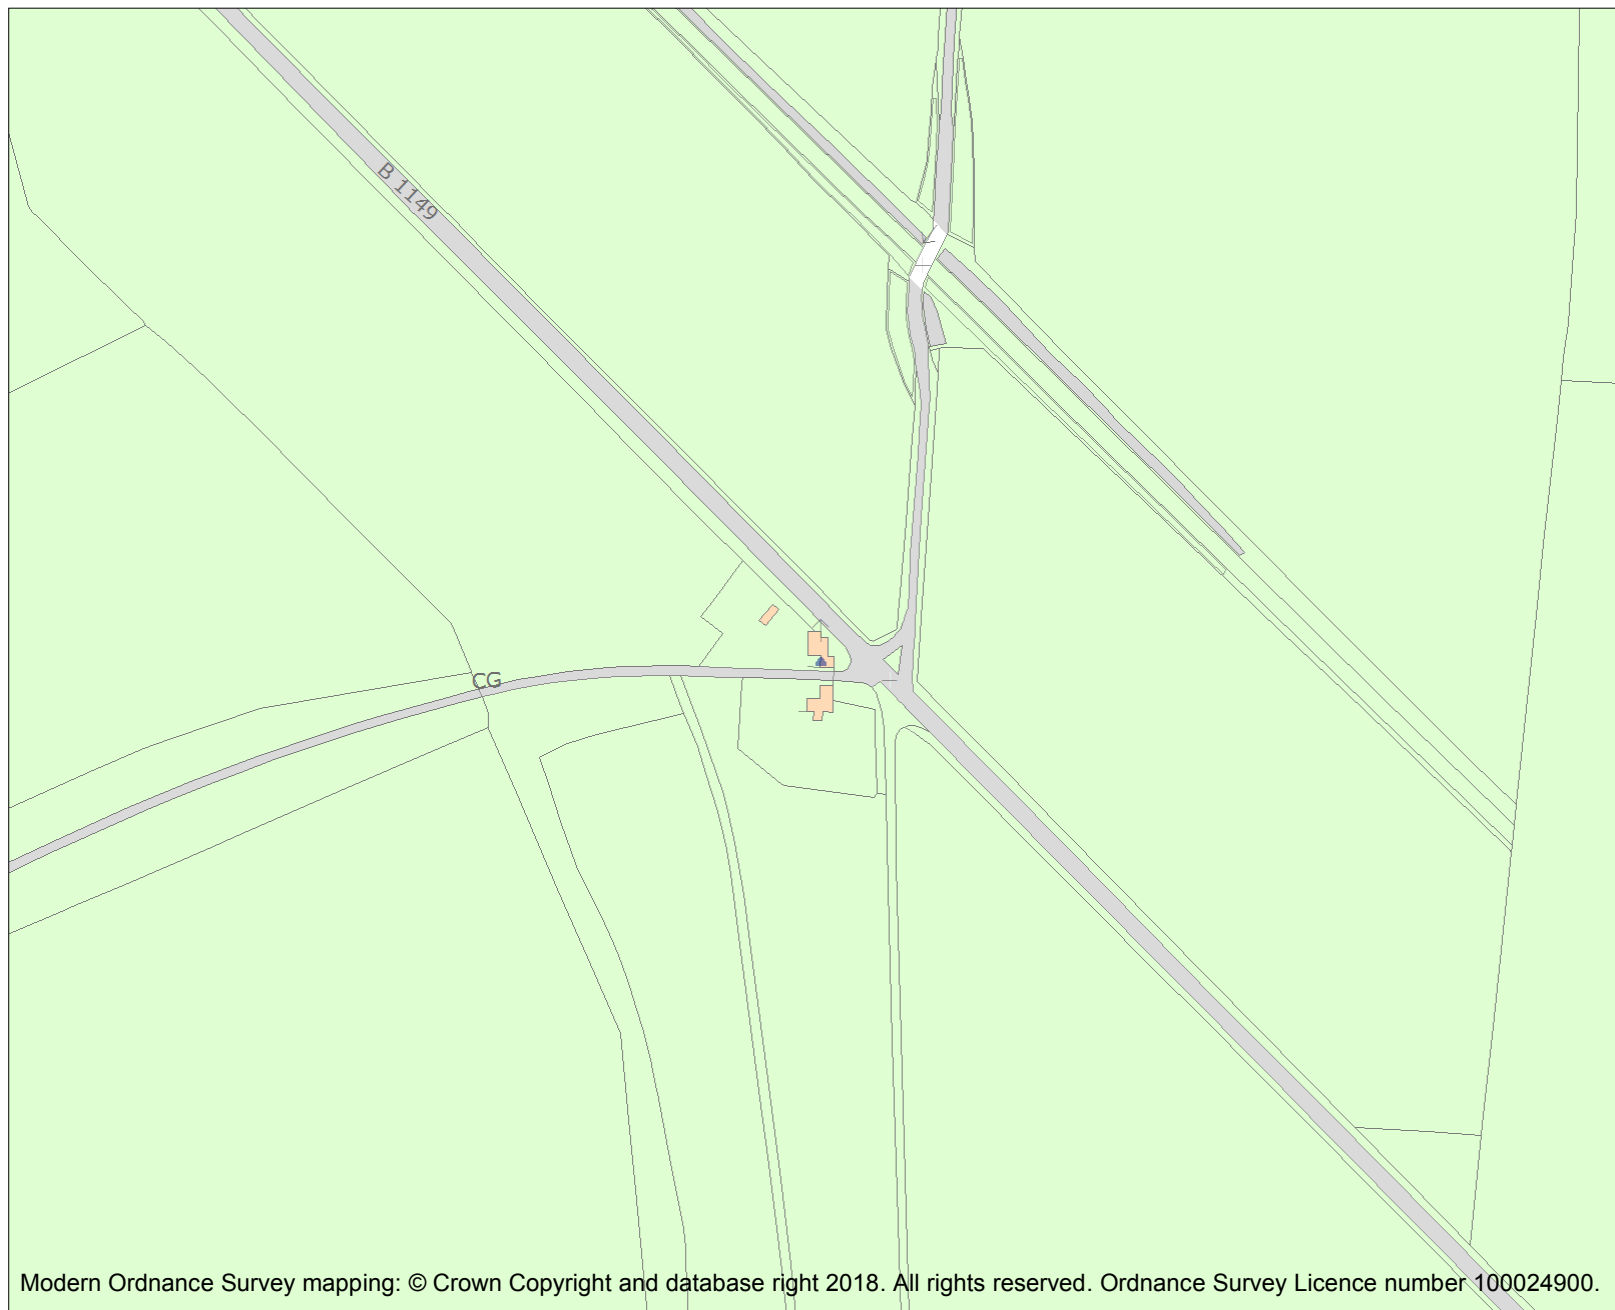 B 1149
CG
Modern Ordnance Survey mapping: © Crown Copyright and database right 2018. All rights reserved. Ordnance Survey Licence number 100024900.